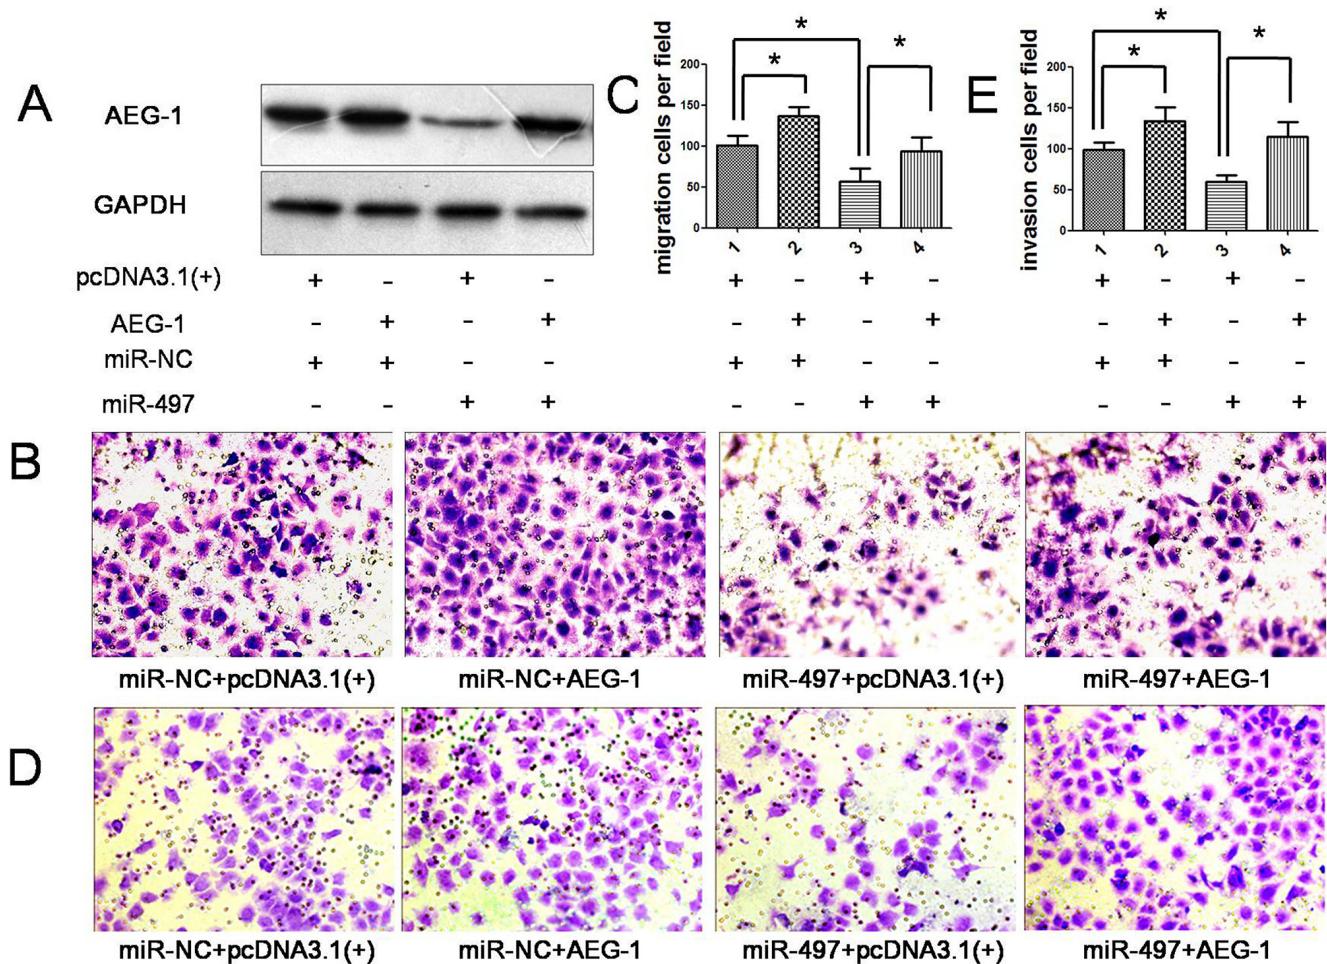 A
AEG-1
GAPDH
pcDNA3.1(+) + - + -
AEG-1 - + - +
miR-NC + + - -
miR-497 - - + +
C
migration cells per field
200
150
100
50
0
* * *
1 2 3 4
+ - + -
- + - +
+ + - -
- - + +
E
invasion cells per field
200
150
100
50
0
* * *
1 2 3 4
+ - + -
- + - +
+ + - -
- - + +
B
miR-NC+pcDNA3.1(+) miR-NC+AEG-1 miR-497+pcDNA3.1(+) miR-497+AEG-1
D
miR-NC+pcDNA3.1(+) miR-NC+AEG-1 miR-497+pcDNA3.1(+) miR-497+AEG-1